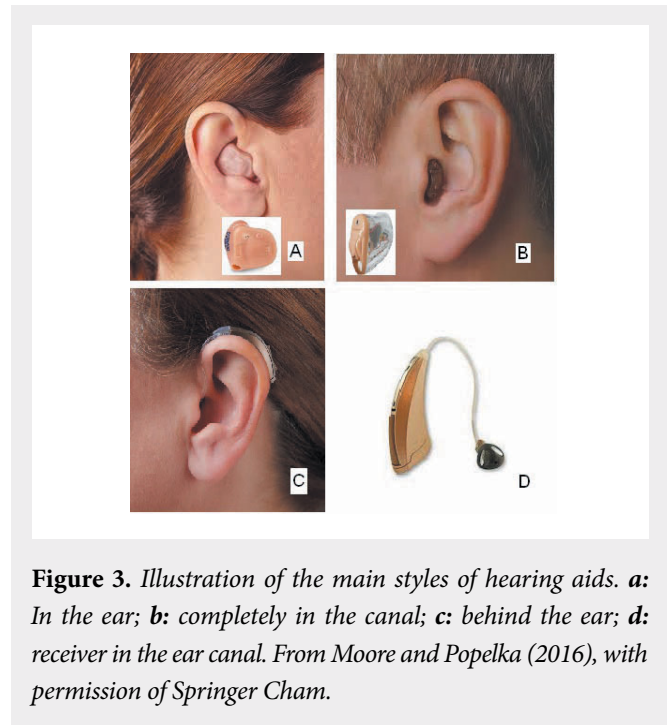 A
B
C
D
Figure 3. Illustration of the main styles of hearing aids. a:
In the ear; b: completely in the canal; c: behind the ear; d:
receiver in the ear canal. From Moore and Popelka (2016), with
permission of Springer Cham.